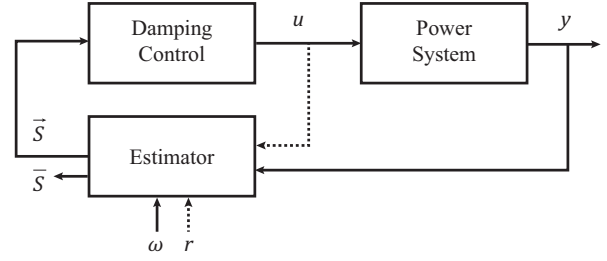 Damping
Control
u
Power
System
y
S⃗
S̅
Estimator
ω
r